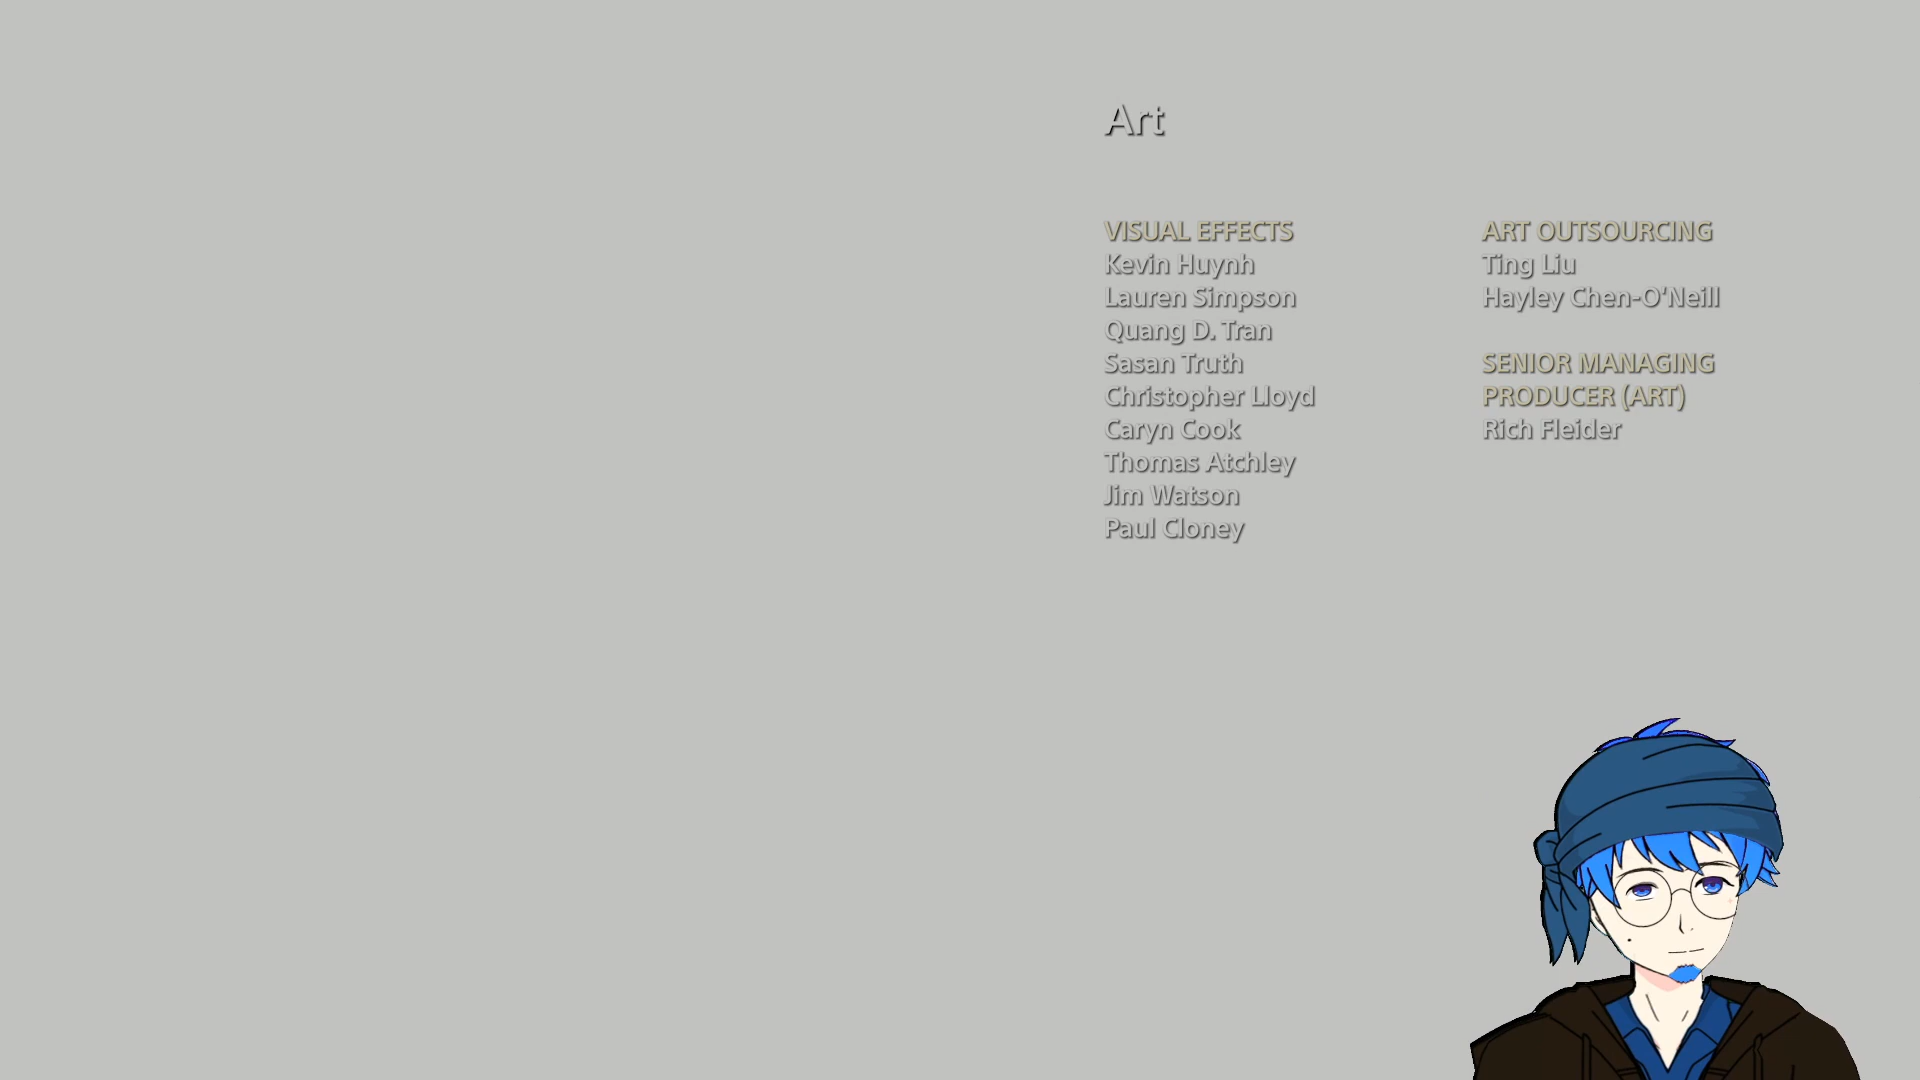 Art
VISUAL EFFECTS
Kevin Huynh
Lauren Simpson
Quang D. Tran
Sasan Truth
Christopher Lloyd
Caryn Cook
Thomas Atchley
Jim Watson
Paul Cloney
ART OUTSOURCING
Ting Liu
Hayley Chen-O'Neill
SENIOR MANAGING
PRODUCER (ART)
Rich Fleider